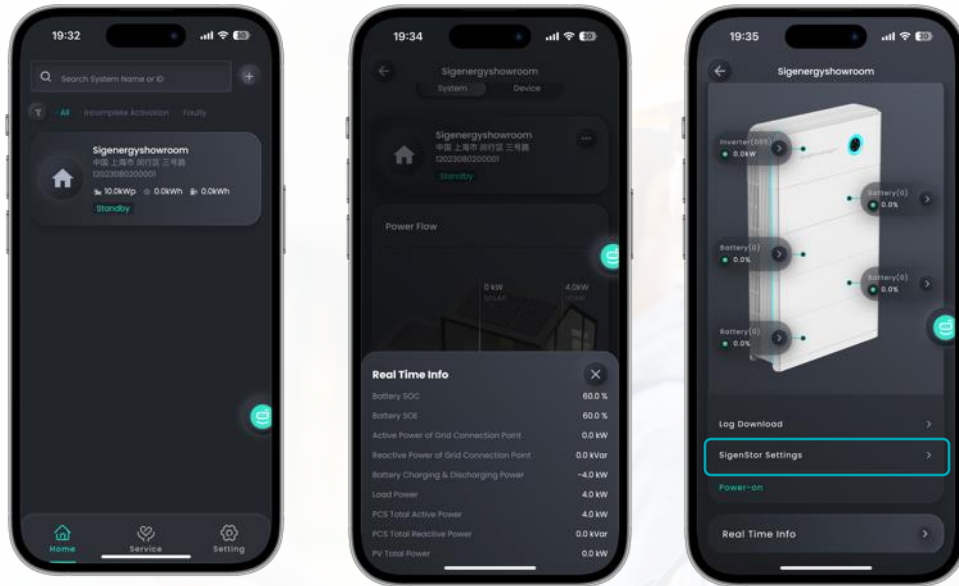 19:32
Search System Name or ID
All Incomplete Activation Faulty
Sigenergyshowroom
中国 上海市 闵行区 三号路
1202308020000１
10.0kWp 0.0kWh 0.0kWh
Standby
Home Service Setting
19:34
Sigenergyshowroom
System Device
Sigenergyshowroom
中国 上海市 闵行区 三号路
12023080200001
Standby
Power Flow
0 kW 4.0kW
SOLAR HOME
Real Time Info
Battery SOC 60.0 %
Battery SOE 60.0 %
Active Power of Grid Connection Point 0.0 kW
Reactive Power of Grid Connection Point 0.0 kVar
Battery Charging & Discharging Power -4.0 kW
Load Power 4.0 kW
PCS Total Active Power 4.0 kW
PCS Total Reactive Power 0.0 kVar
PV Total Power 0.0 kW
19:35
Sigenergyshowroom
0.0kW
Battery(0)
0.0%
Battery(0)
0.0%
Battery(0)
0.0%
Battery(0)
0.0%
Log Download
SigenStor Settings
Power-on
Real Time Info